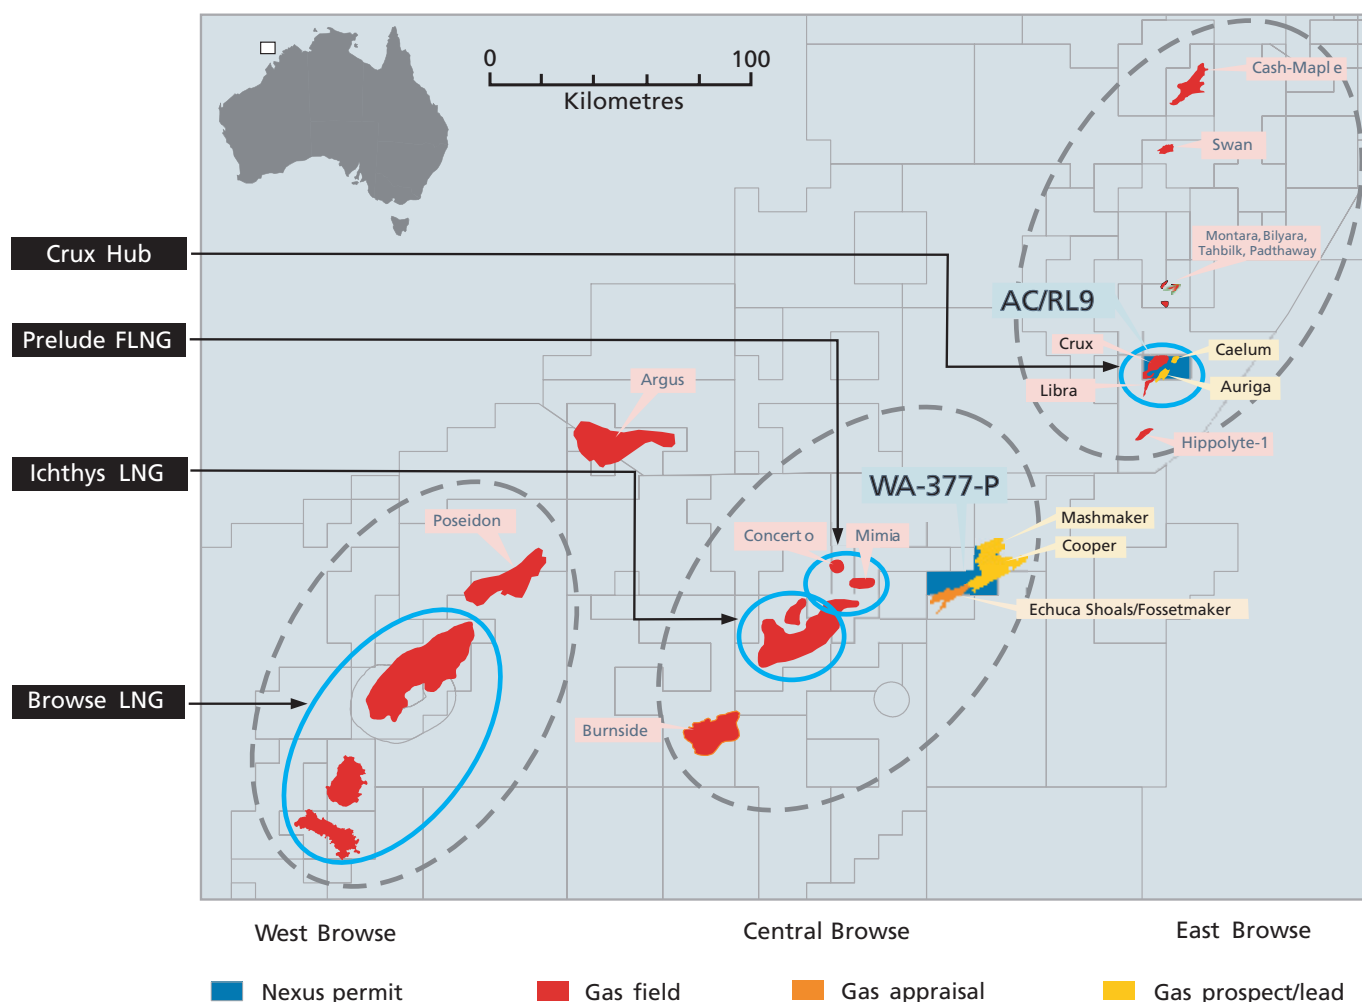 0 100
Kilometres
Cash-Maple
Swan
Montara, Bilyara,
Tahbilk, Padthaway
Crux Hub
AC/RL9
Prelude FLNG
Crux
Caelum
Argus
Libra
Auriga
Hippolyte-1
Ichthys LNG
WA-377-P
Poseidon
Mashmaker
Concerto
Mimia
Cooper
Echuca Shoals/Fossetmaker
Browse LNG
Burnside
West Browse
Central Browse
East Browse
Nexus permit
Gas field
Gas appraisal
Gas prospect/lead